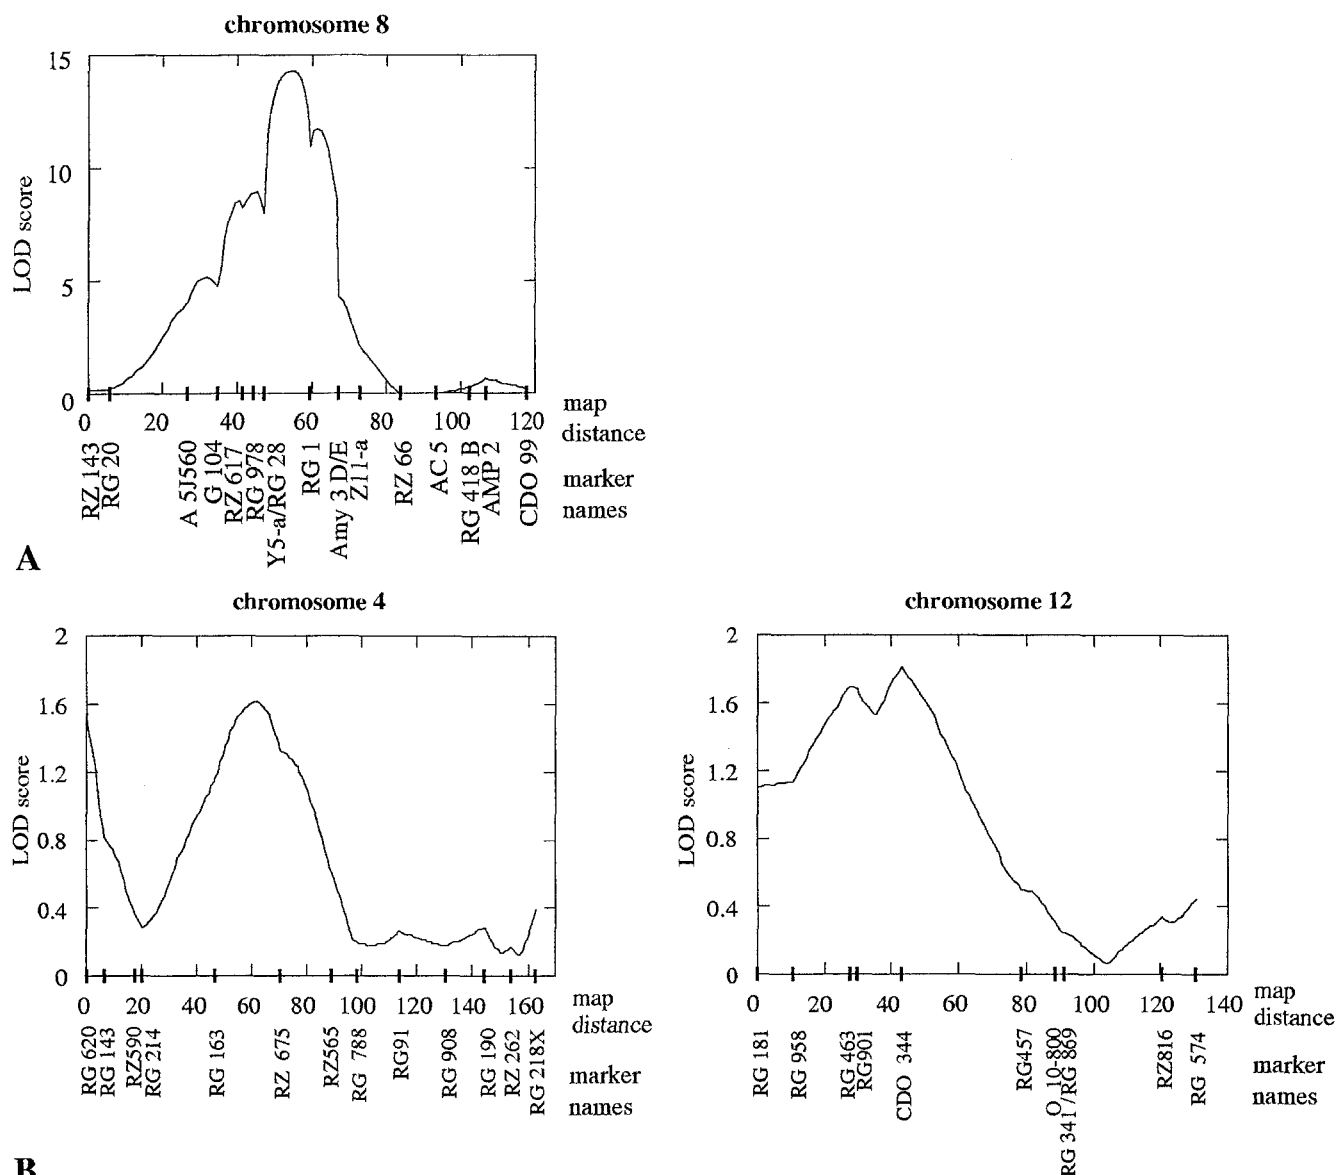 chromosome 8
15
10
5
0
LOD score
0 20 40 60 80 100 120
map
distance
RZ 143
RG 20
A 5J560
G 104
RZ 617
RG 978
Y5-a/RG 28
RG 1
Amy 3 D/E
Z11-a
RZ 66
AC 5
RG 418 B
AMP 2
CDO 99
marker
names
A
chromosome 4
2
1.6
1.2
0.8
0.4
0
LOD score
0 20 40 60 80 100 120 140 160
map
distance
RG 620
RG 143
RZ590
RG 214
RG 163
RZ 675
RZ565
RG 788
RG91
RG 908
RG 190
RZ 262
RG 218X
marker
names
chromosome 12
2
1.6
1.2
0.8
0.4
0
LOD score
0 20 40 60 80 100 120 140
map
distance
RG 181
RG 958
RG 463
RG901
CDO 344
RG457
O 10-800
RG 341 /RG 869
RZ816
RG 574
marker
names
B